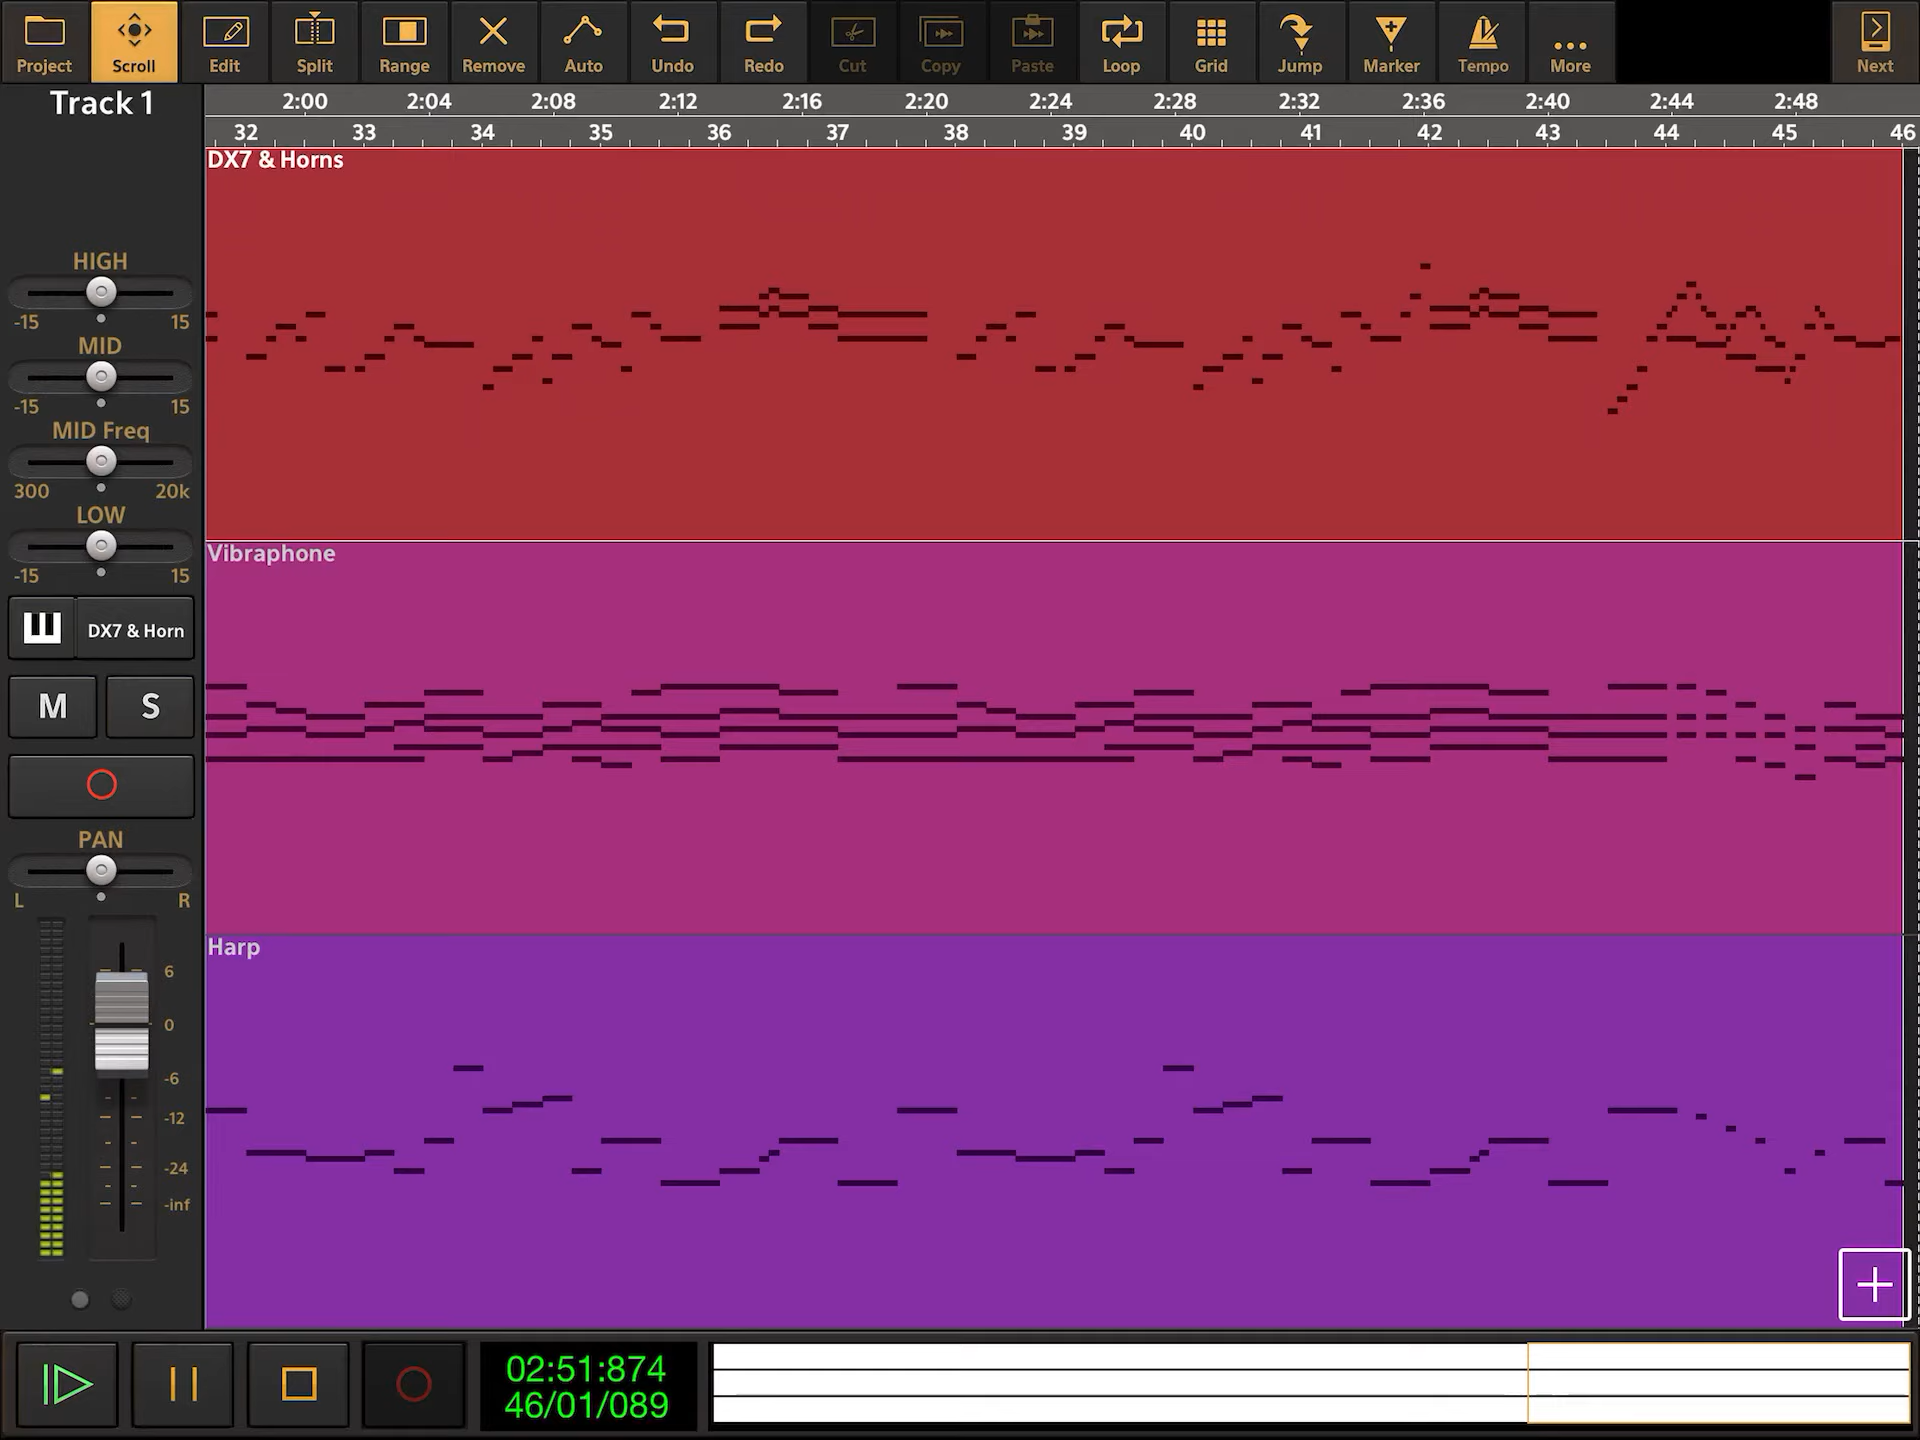 Project Scroll Edit Split Range Remove Auto Undo Redo Cut Copy Paste Loop Grid Jump Marker Tempo More Next
Track 1
2:00 2:04 2:08 2:12 2:16 2:20 2:24 2:28 2:32 2:36 2:40 2:44 2:48
32 33 34 35 36 37 38 39 40 41 42 43 44 45 46
DX7 & Horns
HIGH
-15 15
MID
-15 15
MID Freq
300 20k
LOW
-15 15
Vibraphone
DX7 & Horn
M S
PAN
L R
Harp
6
0
-6
-12
-24
-inf
02:51:874
46/01/089